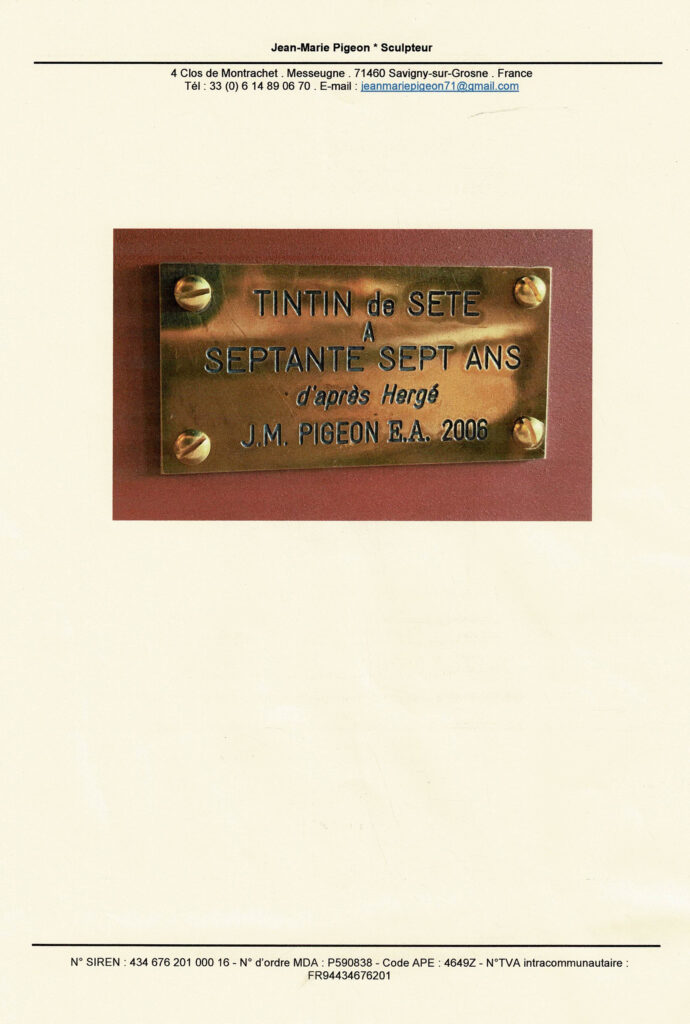 Jean-Marie Pigeon * Sculpteur
4 Clos de Montrachet . Messeugne . 71460 Savigny-sur-Grosne . France
Tél : 33 (0) 6 14 89 06 70 . E-mail : jeanmariepigeon71@gmail.com
TINTIN de SETE
A
SEPTANTE SEPT ANS
d'après Hergé
J.M. PIGEON E.A. 2006
N° SIREN : 434 676 201 000 16 - N° d'ordre MDA : P590838 - Code APE : 4649Z - N°TVA intracommunautaire :
FR94434676201